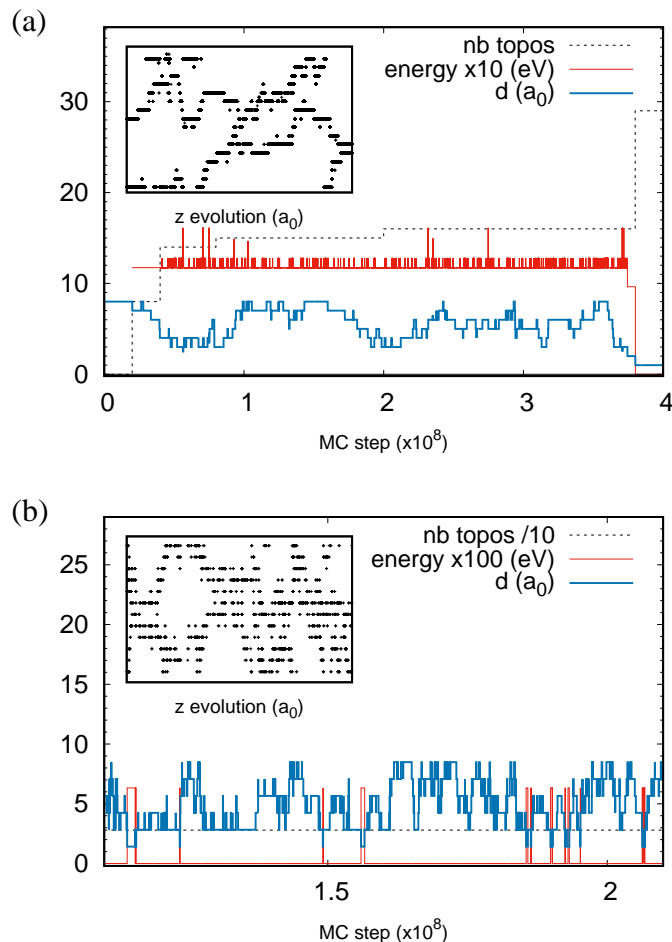 (a)
nb topos
energy x10 (eV)
d (a0)
30
20
10
0
z evolution (a0)
0 1 2 3 4
MC step (x10^8)
(b)
nb topos /10
energy x100 (eV)
d (a0)
25
20
15
10
5
0
z evolution (a0)
1.5 2
MC step (x10^8)